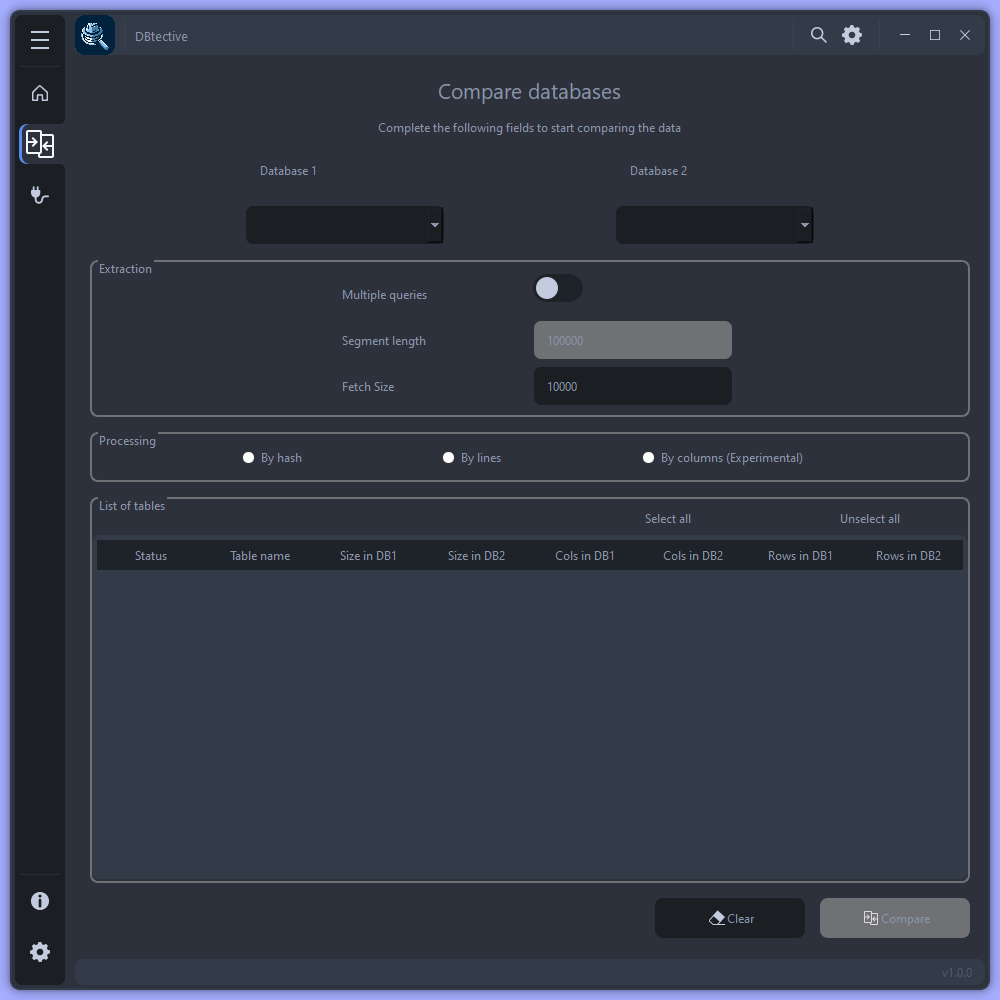 DBtective
Compare databases
Complete the following fields to start comparing the data
Database 1
Database 2
Extraction
Multiple queries
Segment length
100000
Fetch Size
10000
Processing
By hash
By lines
By columns (Experimental)
List of tables
Select all
Unselect all
Status Table name Size in DB1 Size in DB2 Cols in DB1 Cols in DB2 Rows in DB1 Rows in DB2
Clear
Compare
v1.0.0